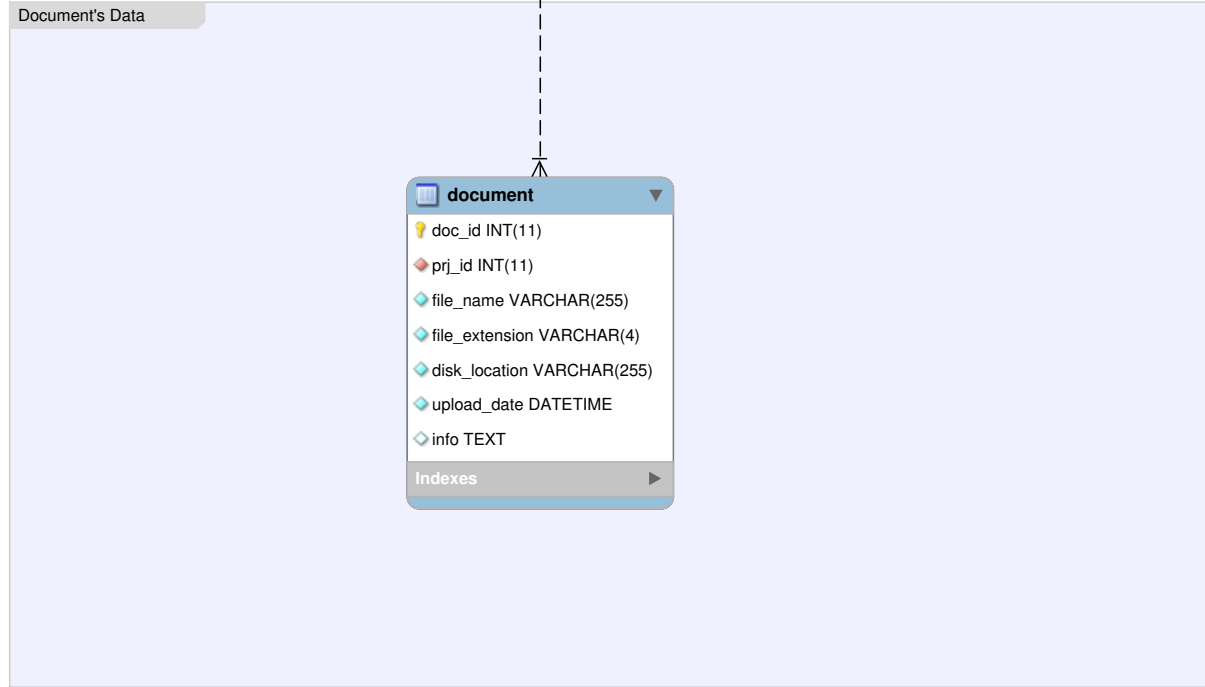 Document's Data
document
doc_id INT(11)
prj_id INT(11)
file_name VARCHAR(255)
file_extension VARCHAR(4)
disk_location VARCHAR(255)
upload_date DATETIME
info TEXT
Indexes